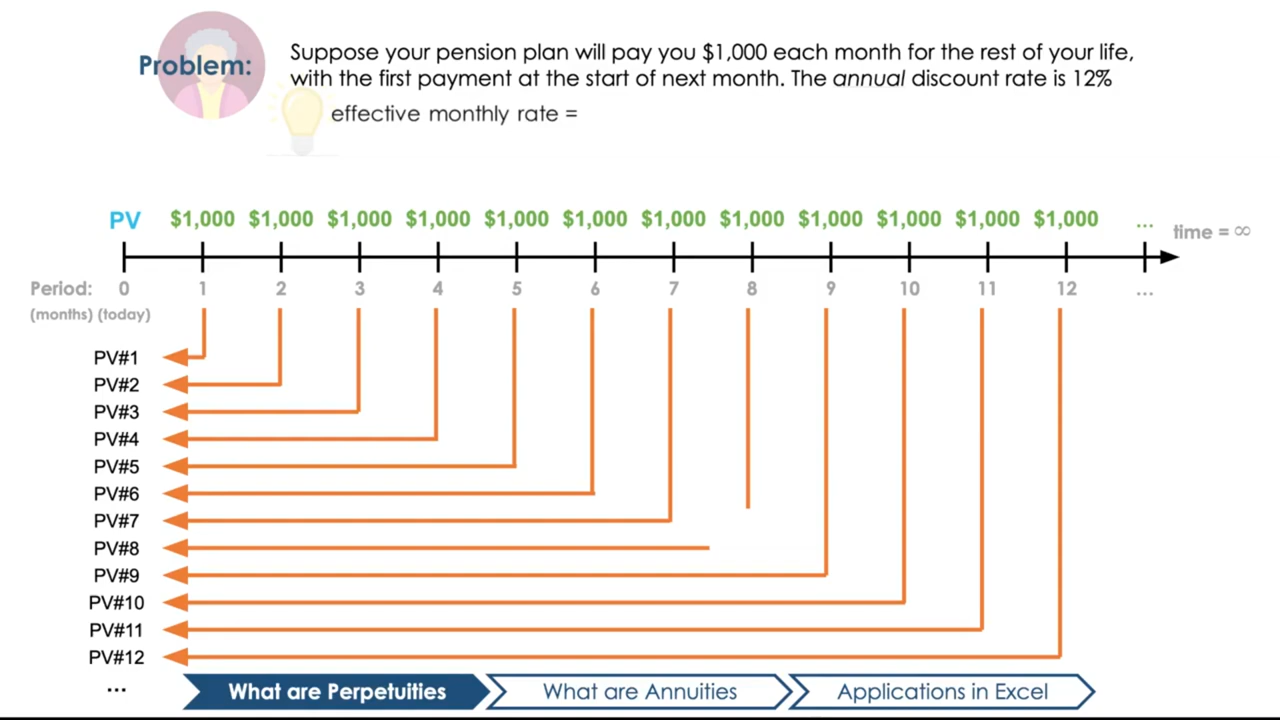 Problem:
Suppose your pension plan will pay you $1,000 each month for the rest of your life,
with the first payment at the start of next month. The annual discount rate is 12%
effective monthly rate =
PV $1,000 $1,000 $1,000 $1,000 $1,000 $1,000 $1,000 $1,000 $1,000 $1,000 $1,000 $1,000 ... time = ∞
Period: 0 1 2 3 4 5 6 7 8 9 10 11 12 ...
(months) (today)
PV#1
PV#2
PV#3
PV#4
PV#5
PV#6
PV#7
PV#8
PV#9
PV#10
PV#11
PV#12
...
What are Perpetuities What are Annuities Applications in Excel